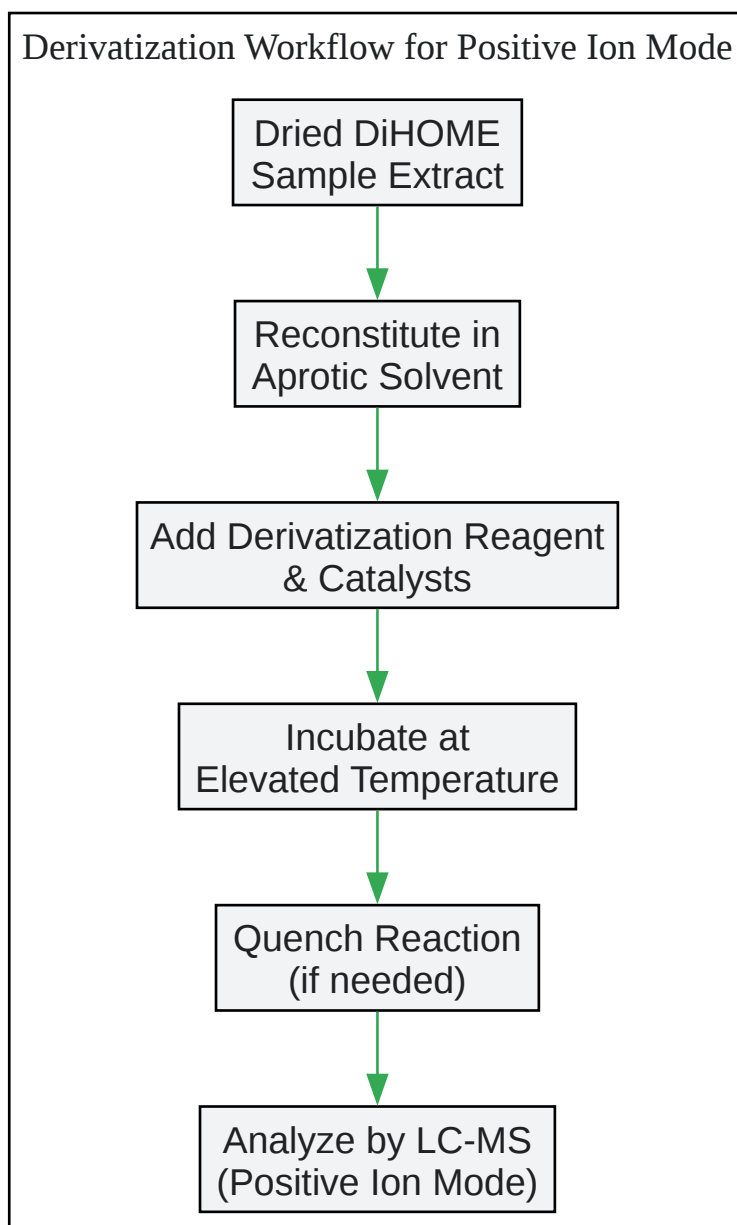 Derivatization Workflow for Positive Ion Mode
Dried DiHOME
Sample Extract
Reconstitute in
Aprotic Solvent
Add Derivatization Reagent
& Catalysts
Incubate at
Elevated Temperature
Quench Reaction
(if needed)
Analyze by LC-MS
(Positive Ion Mode)